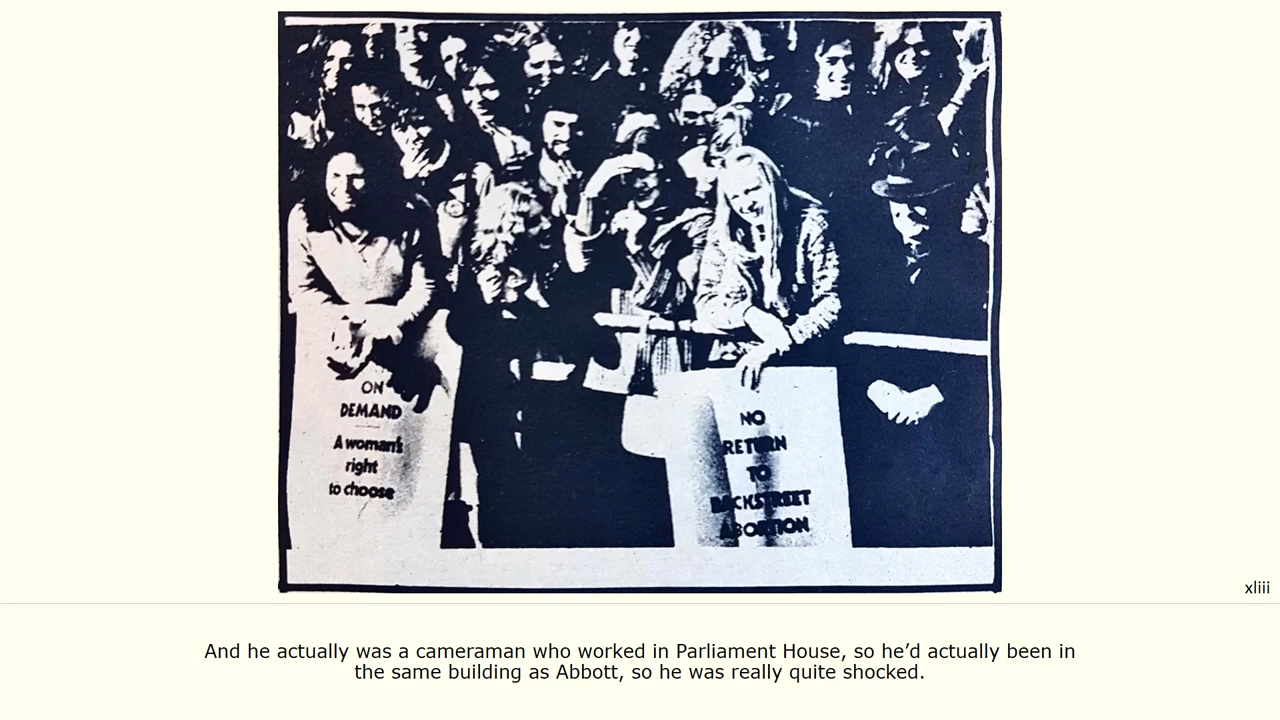 ON
DEMAND
A woman's
right
to choose
NO
RETURN
TO
BACKSTREET
ABORTION
xliii
And he actually was a cameraman who worked in Parliament House, so he’d actually been in
the same building as Abbott, so he was really quite shocked.